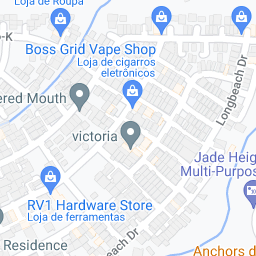 Loja de Roupa
o-K
Boss Grid Vape Shop
Loja de cigarros
eletrônicos
Longbeach Dr
ered Mouth
victoria
Jade Heig
Multi-Purpos
RV1 Hardware Store
Loja de ferramentas
Residence
beach Dr
Anchors d